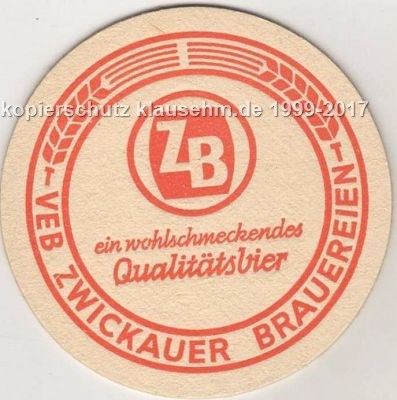 kopierschutz klausehm.de 1999-2017
ZB
ein wohlschmeckendes
Qualitätsbier
VEB ZWICKAUER BRAUEREIEN